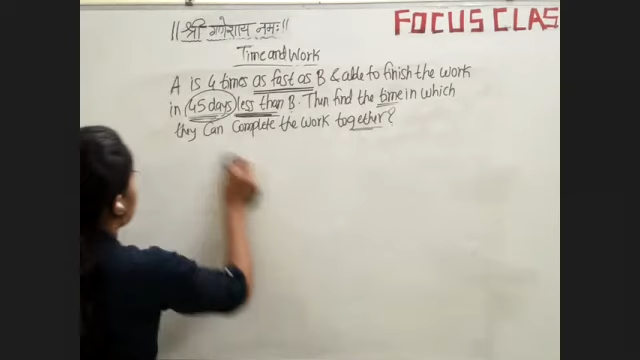 ||श्री गणेशाय नमः||
FOCUS CLAS
Time and Work
A is 4 times as fast as B & able to finish the work
in 45 days less than B. Then find the time in which
they can complete the work together?